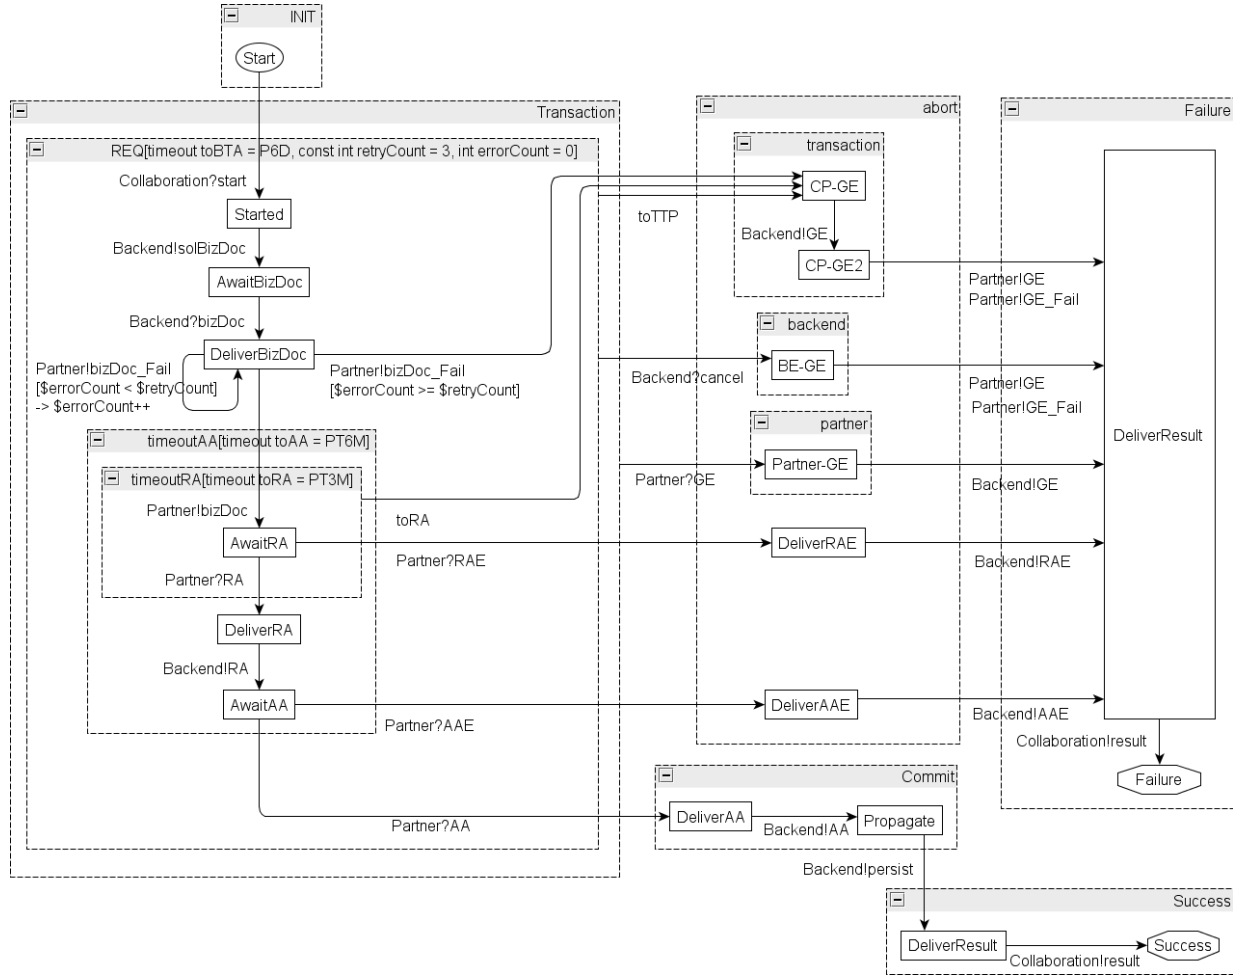 INIT
Start
Transaction
abort
Failure
REQ[timeout toBTA = P6D, const int retryCount = 3, int errorCount = 0]
transaction
Collaboration?start
CP-GE
Started
toTTP
Backend!GE
Backend!solBizDoc
CP-GE2
AwaitBizDoc
Partner!GE
Partner!GE_Fail
Backend?bizDoc
backend
DeliverBizDoc
Partner!bizDoc_Fail
[$errorCount < $retryCount]
-> $errorCount++
Partner!bizDoc_Fail
[$errorCount >= $retryCount]
Backend?cancel
BE-GE
Partner!GE
Partner!GE_Fail
partner
DeliverResult
timeoutAA[timeout toAA = PT6M]
Partner-GE
timeoutRA[timeout toRA = PT3M]
Partner?GE
Backend!GE
Partner!bizDoc
toRA
AwaitRA
DeliverRAE
Partner?RAE
Backend!RAE
Partner?RA
DeliverRA
Backend!RA
AwaitAA
DeliverAAE
Partner?AAE
Backend!AAE
Collaboration!result
Failure
Commit
DeliverAA
Propagate
Partner?AA
Backend!AA
Backend!persist
Success
DeliverResult
Success
Collaboration!result